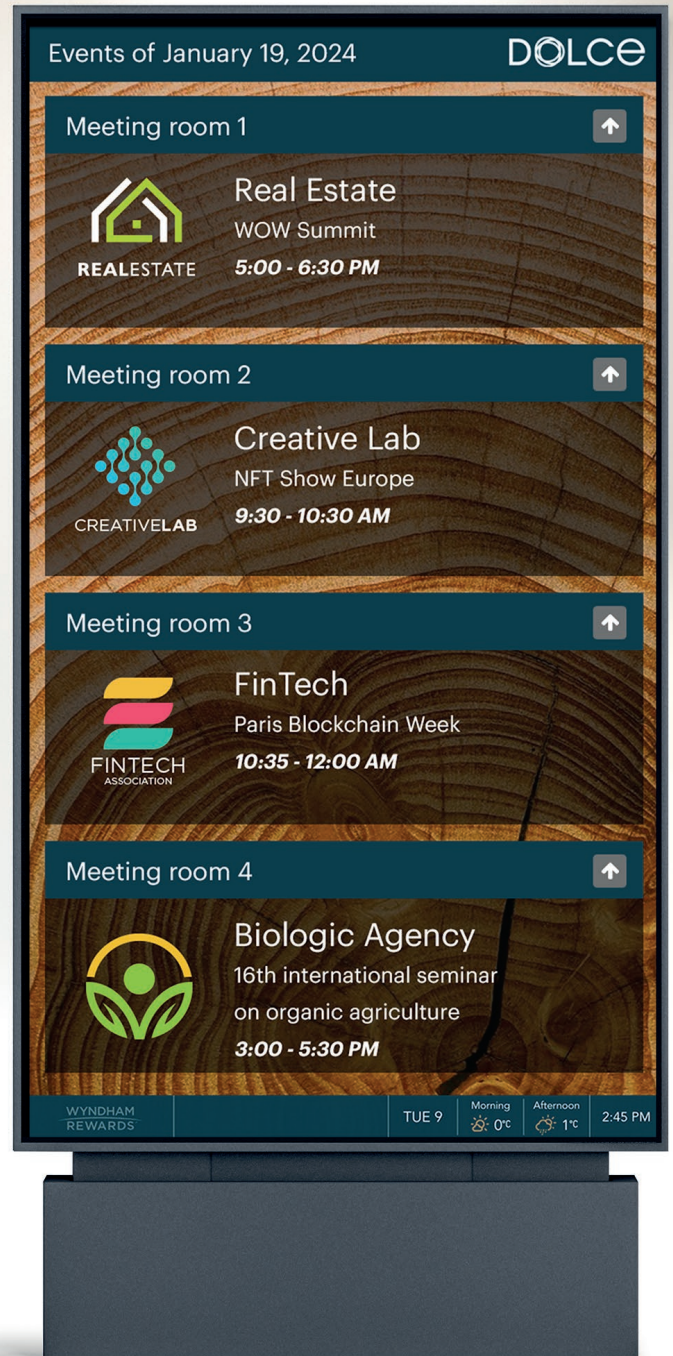 Events of January 19, 2024
DOLCE
Meeting room 1
REALESTATE
Real Estate
WOW Summit
5:00 - 6:30 PM
Meeting room 2
CREATIVELAB
Creative Lab
NFT Show Europe
9:30 - 10:30 AM
Meeting room 3
FINTECH
ASSOCIATION
FinTech
Paris Blockchain Week
10:35 - 12:00 AM
Meeting room 4
Biologic Agency
16th international seminar
on organic agriculture
3:00 - 5:30 PM
WYNDHAM
REWARDS
TUE 9
Morning
0°C
Afternoon
1°C
2:45 PM